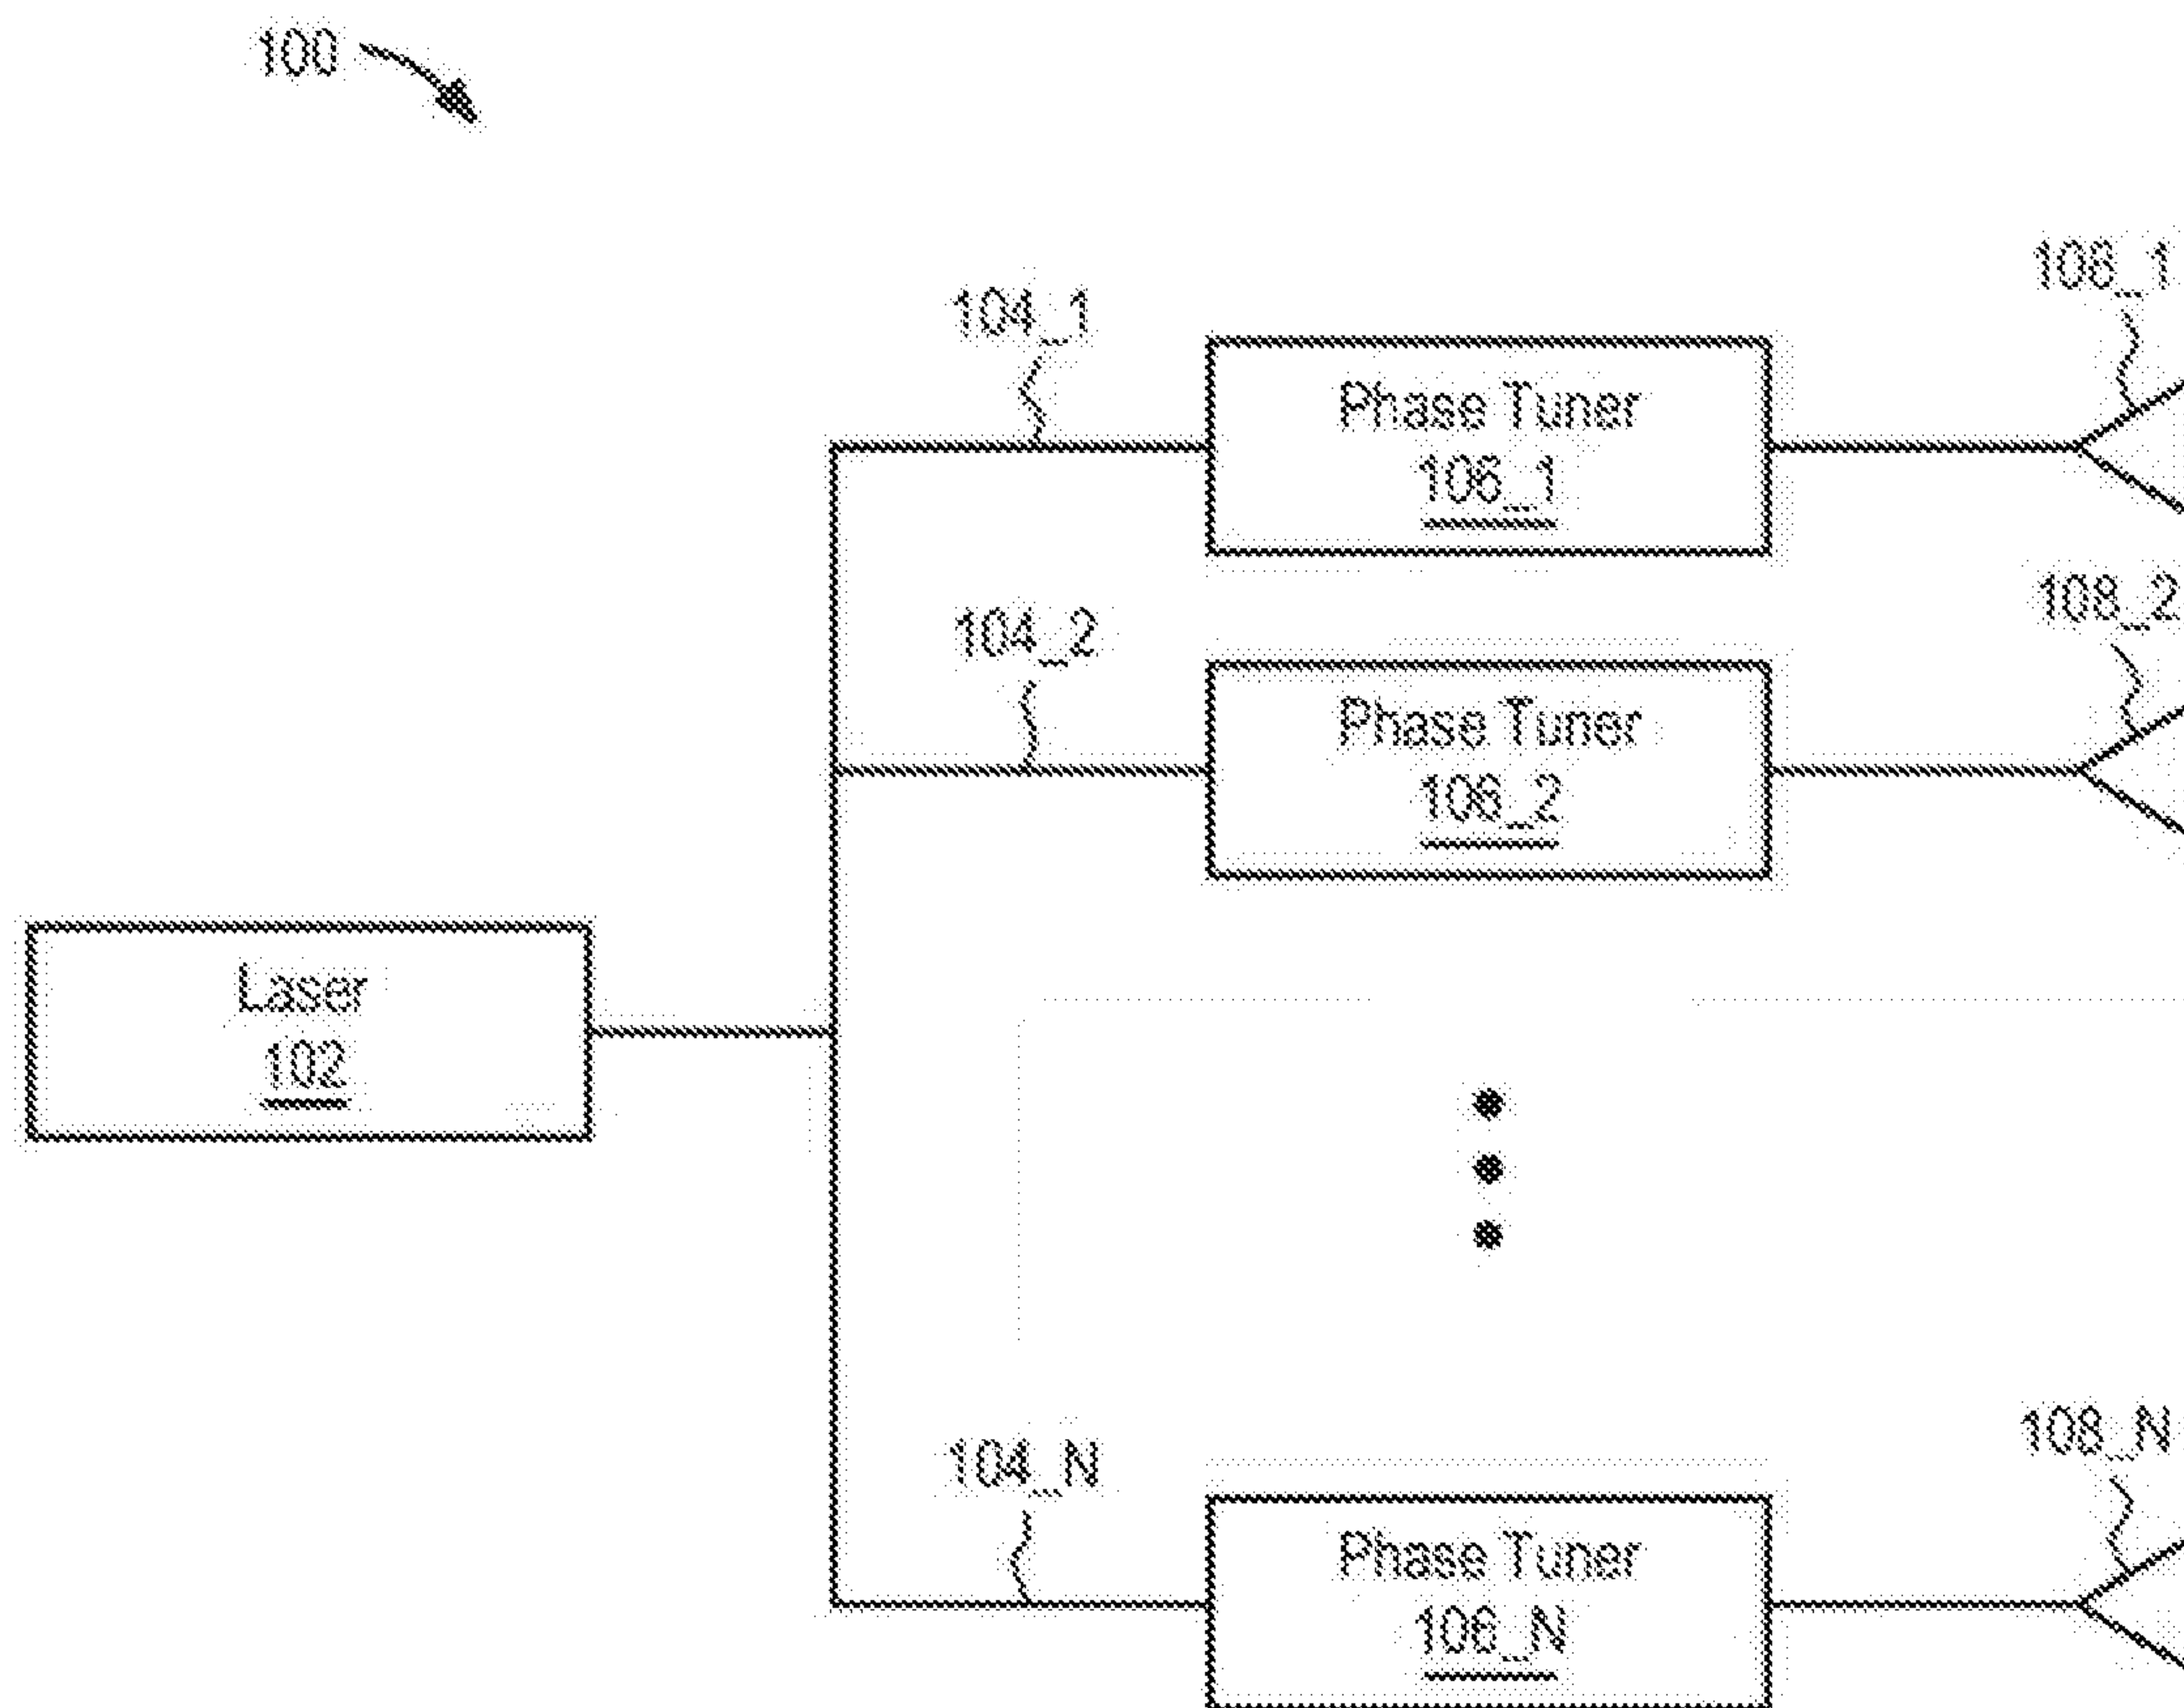 100
104_1
108_1
Phase Tuner
106_1
104_2
108_2
Phase Tuner
106_2
Laser
102
104_N
108_N
Phase Tuner
106_N